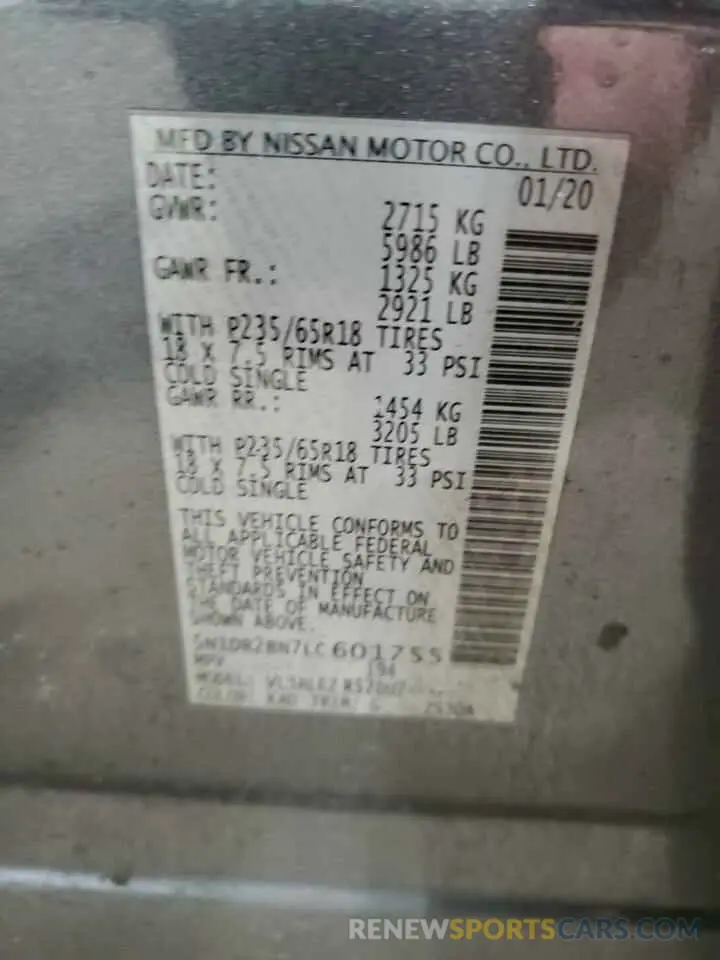 MFD BY NISSAN MOTOR CO., LTD.
DATE: 01/20
GVWR: 2715 KG
5986 LB
GAWR FR.: 1325 KG
2921 LB
WITH P235/65R18 TIRES
18 X 7.5 RIMS AT 33 PSI
COLD SINGLE
GAWR RR.: 1454 KG
3205 LB
WITH P235/65R18 TIRES
18 X 7.5 RIMS AT 33 PSI
COLD SINGLE
THIS VEHICLE CONFORMS TO
ALL APPLICABLE FEDERAL
MOTOR VEHICLE SAFETY AND
THEFT PREVENTION
STANDARDS IN EFFECT ON
THE DATE OF MANUFACTURE
SHOWN ABOVE.
5N1DR2BN7LC601755
MPV
MODEL:
COLOR: KAD TRIM: G
RENEWSPORTSCARS.COM